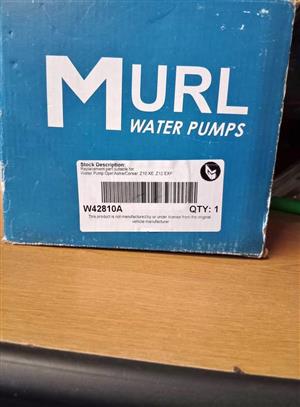 MURL
WATER PUMPS
Stock Description:
Replacement part suitable for:
Water Pump Opel Astra/Corsa/ Z10 XE, Z12 EXP
W42810A QTY: 1
This product is not manufactured by or under license from the original
vehicle manufacturer